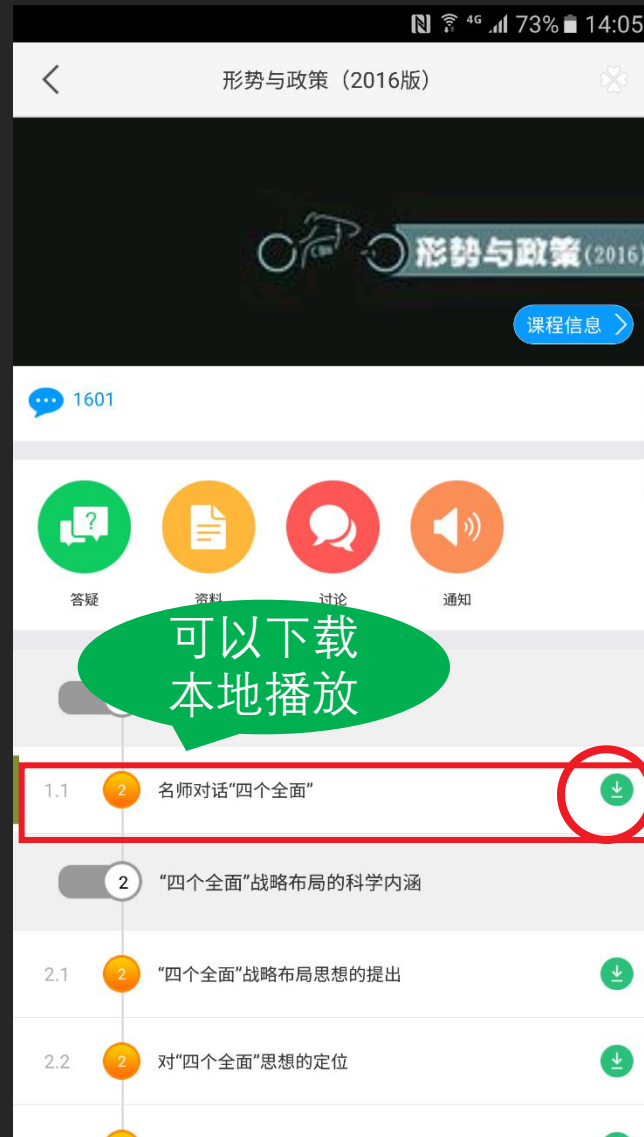 4G 73% 14:05
形势与政策（2016版）
形势与政策(2016)
课程信息
1601
答疑 资料 讨论 通知
可以下载
本地播放
1.1 2 名师对话“四个全面”
2 “四个全面”战略布局的科学内涵
2.1 2 “四个全面”战略布局思想的提出
2.2 2 对“四个全面”思想的定位